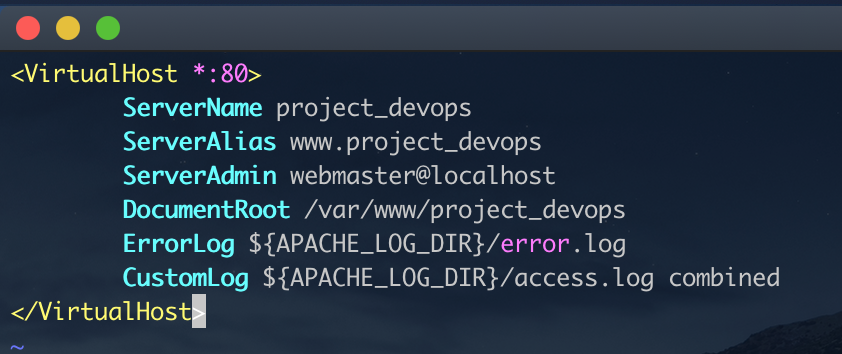 <VirtualHost *:80>
        ServerName project_devops
        ServerAlias www.project_devops
        ServerAdmin webmaster@localhost
        DocumentRoot /var/www/project_devops
        ErrorLog ${APACHE_LOG_DIR}/error.log
        CustomLog ${APACHE_LOG_DIR}/access.log combined
</VirtualHost>
~